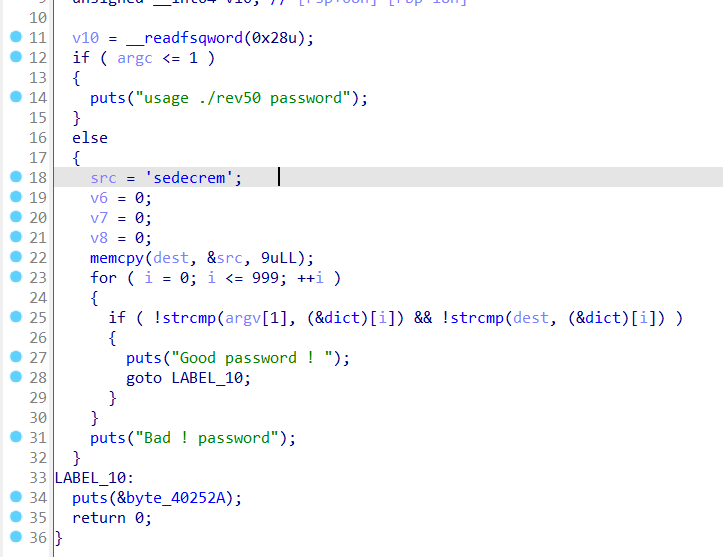 10
11 v10 = __readfsqword(0x28u);
12 if ( argc <= 1 )
13 {
14 puts("usage ./rev50 password");
15 }
16 else
17 {
18 src = 'sedecrem';
19 v6 = 0;
20 v7 = 0;
21 v8 = 0;
22 memcpy(dest, &src, 9uLL);
23 for ( i = 0; i <= 999; ++i )
24 {
25 if ( !strcmp(argv[1], (&dict)[i]) && !strcmp(dest, (&dict)[i]) )
26 {
27 puts("Good password ! ");
28 goto LABEL_10;
29 }
30 }
31 puts("Bad ! password");
32 }
33 LABEL_10:
34 puts(&byte_40252A);
35 return 0;
36 }